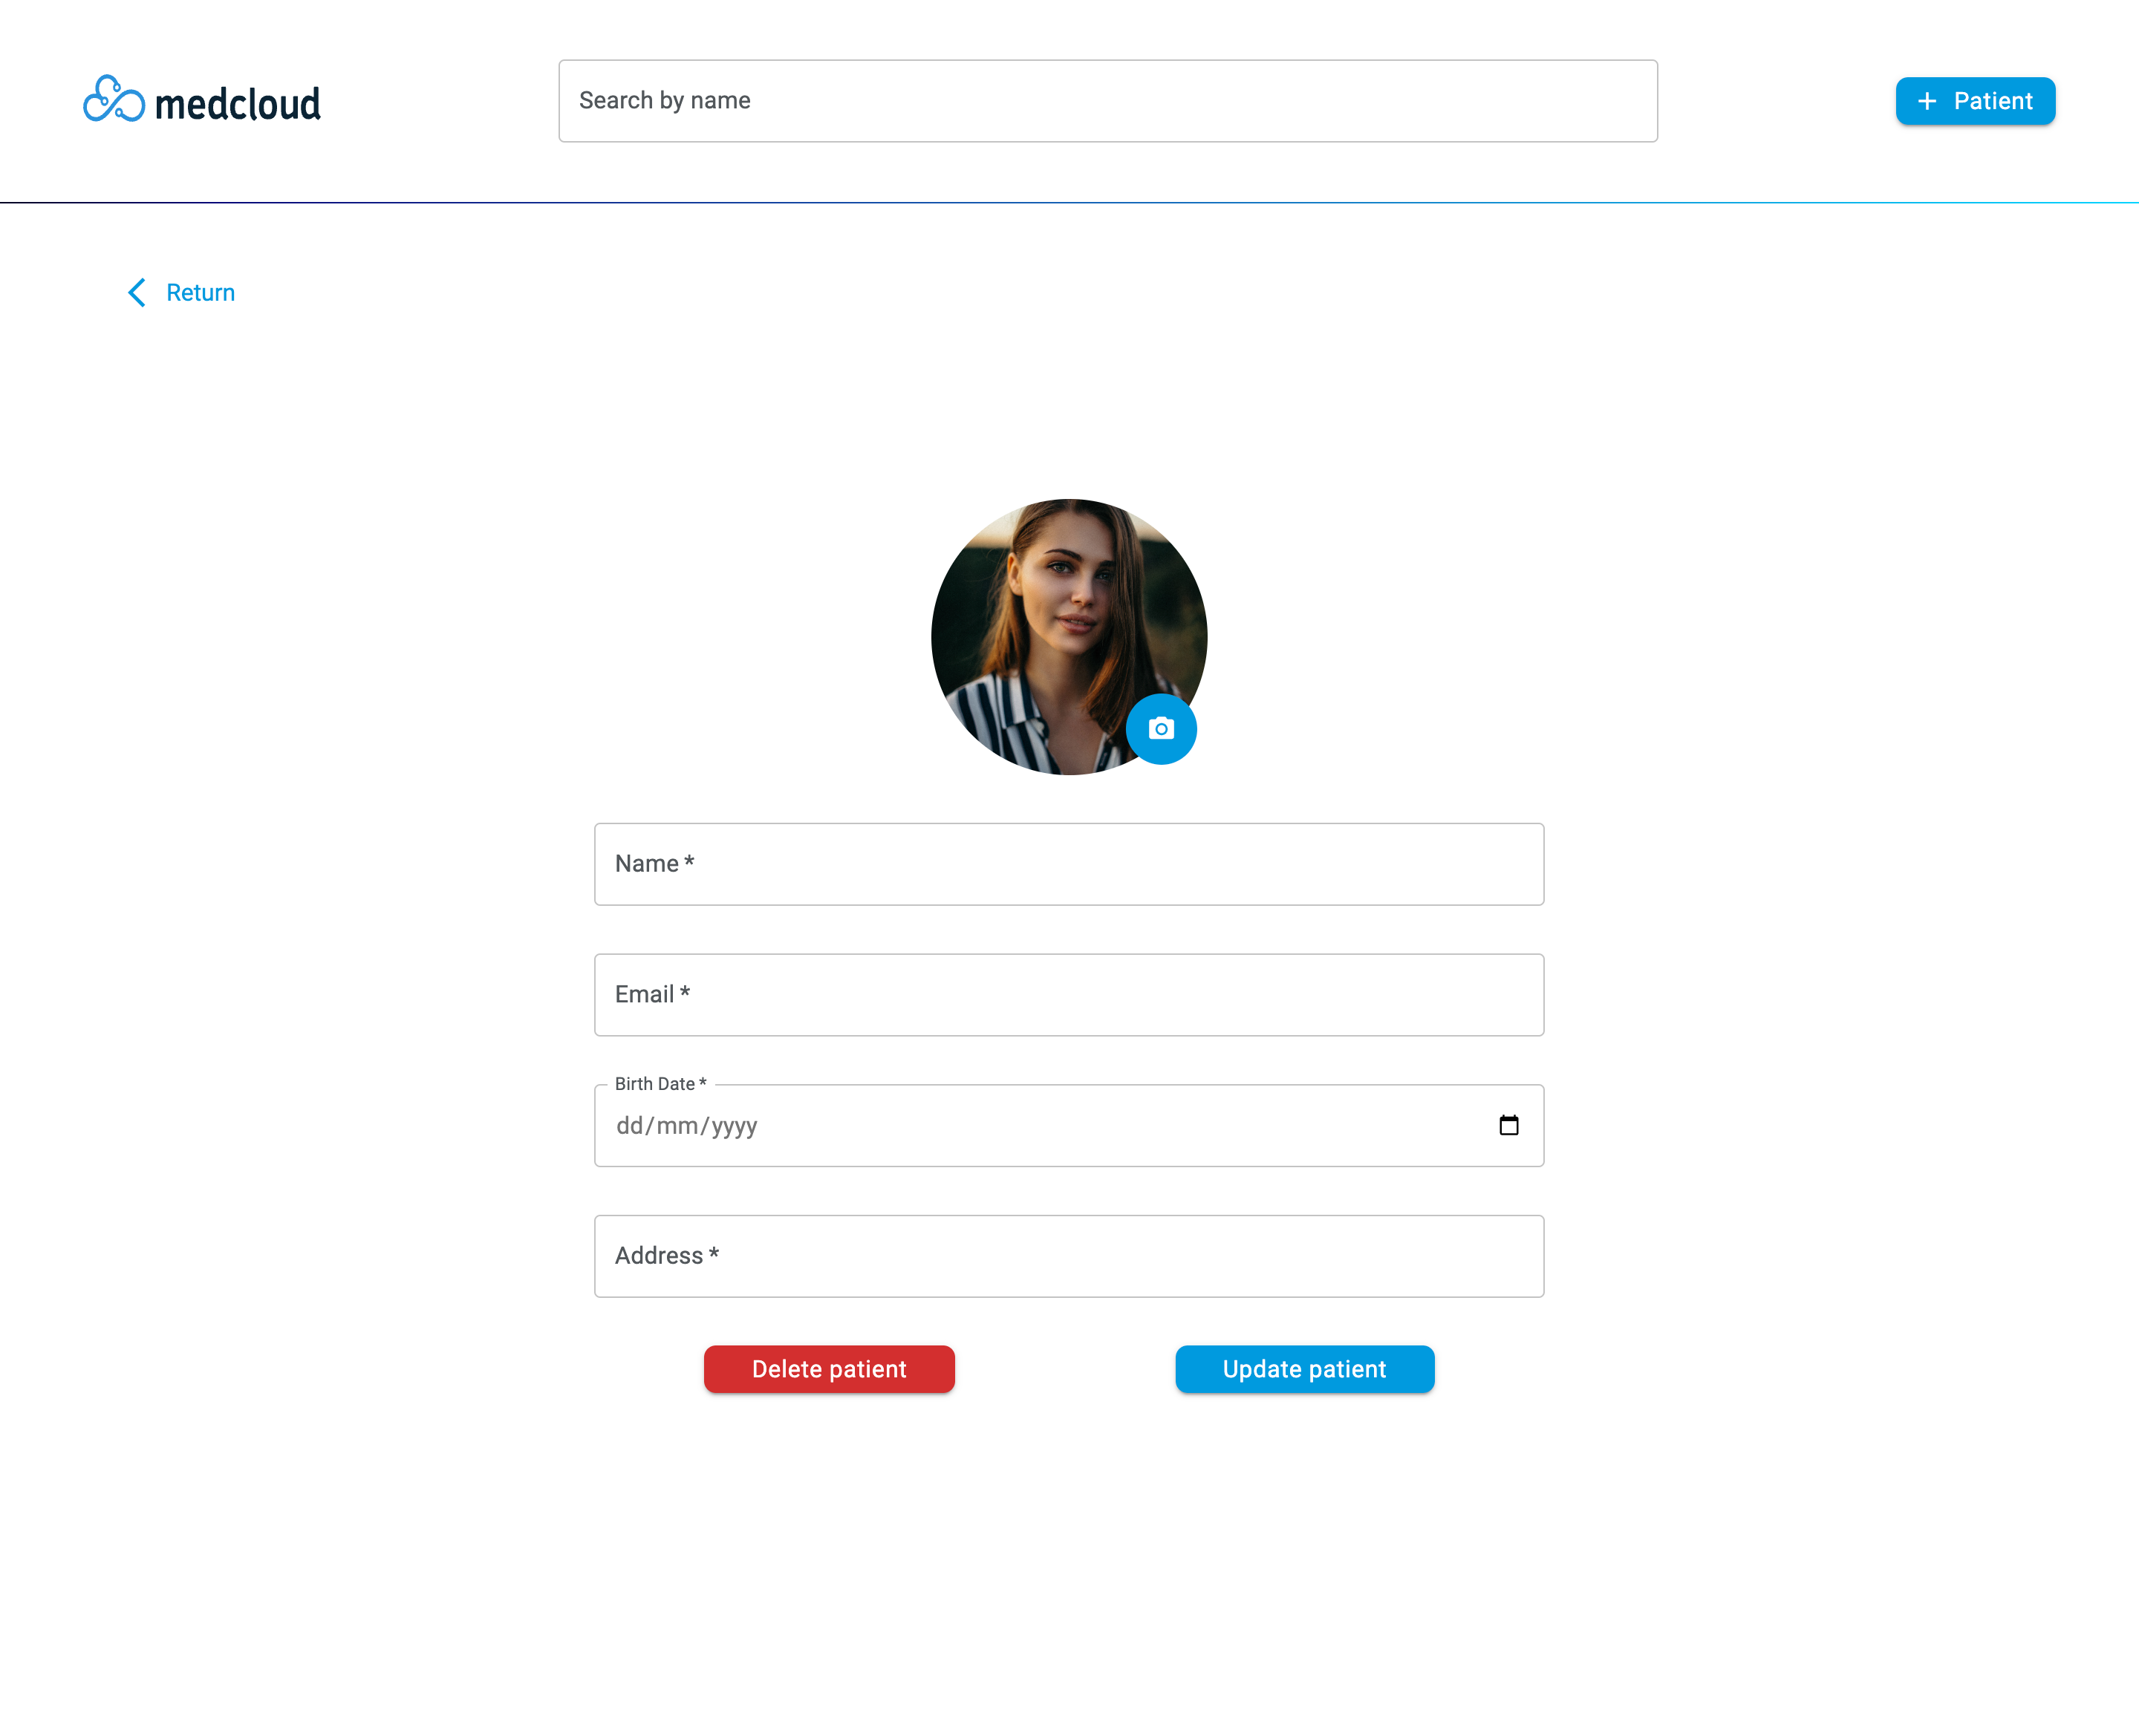 medcloud
Search by name
+ Patient
Return
Name *
Email *
Birth Date *
dd/mm/yyyy
Address *
Delete patient
Update patient